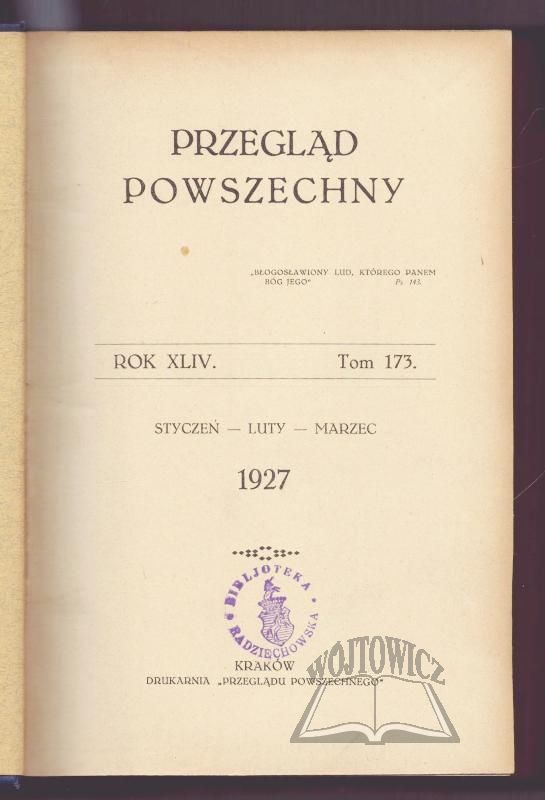 PRZEGLĄD
POWSZECHNY
„BŁOGOSŁAWIONY LUD, KTÓREGO PANEM
BÓG JEGO“ Ps. 143.
ROK XLIV. Tom 173.
STYCZEŃ — LUTY — MARZEC
1927
BIBLJOTEKA
RADZIECHOWSKA
KRAKÓW
DRUKARNIA „PRZEGLĄDU POWSZECHNEGO“
WÓJTOWICZ